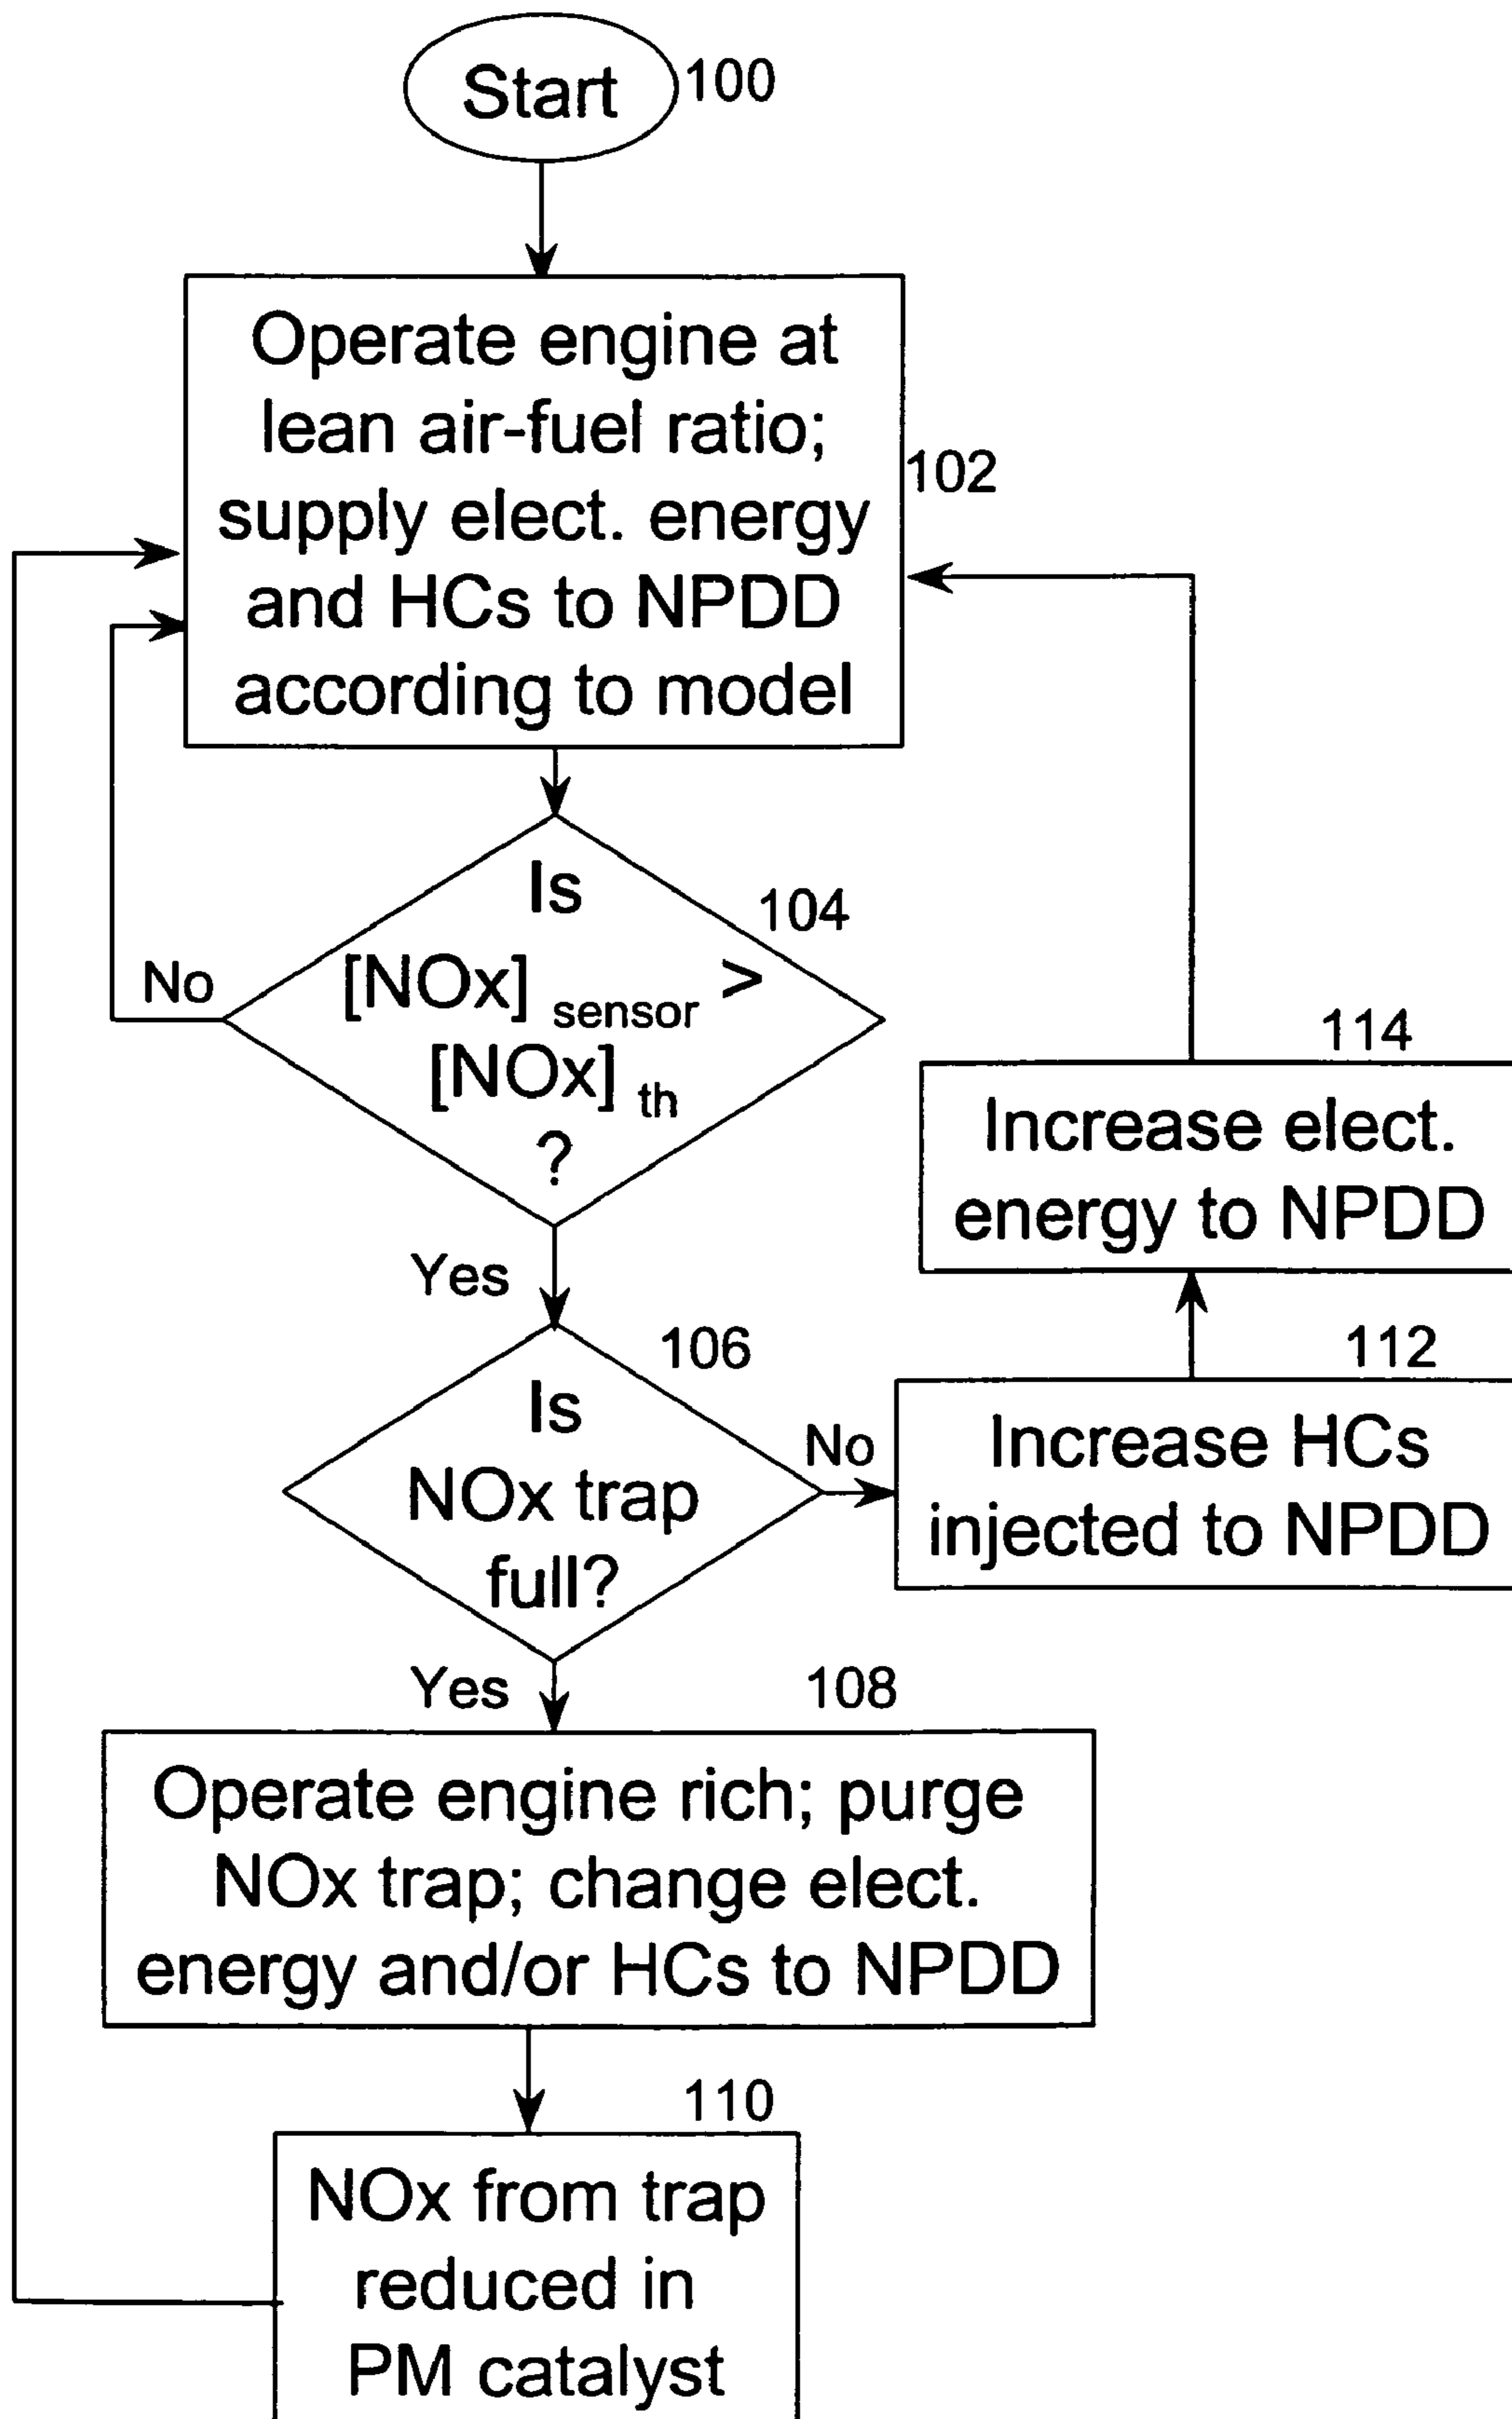 Start
100
Operate engine at
lean air-fuel ratio;
supply elect. energy
and HCs to NPDD
according to model
102
Is
[NOx] sensor >
[NOx] th
?
104
No
Yes
Is
NOx trap
full?
106
No
Increase HCs
injected to NPDD
112
Increase elect.
energy to NPDD
114
Yes
108
Operate engine rich; purge
NOx trap; change elect.
energy and/or HCs to NPDD
110
NOx from trap
reduced in
PM catalyst